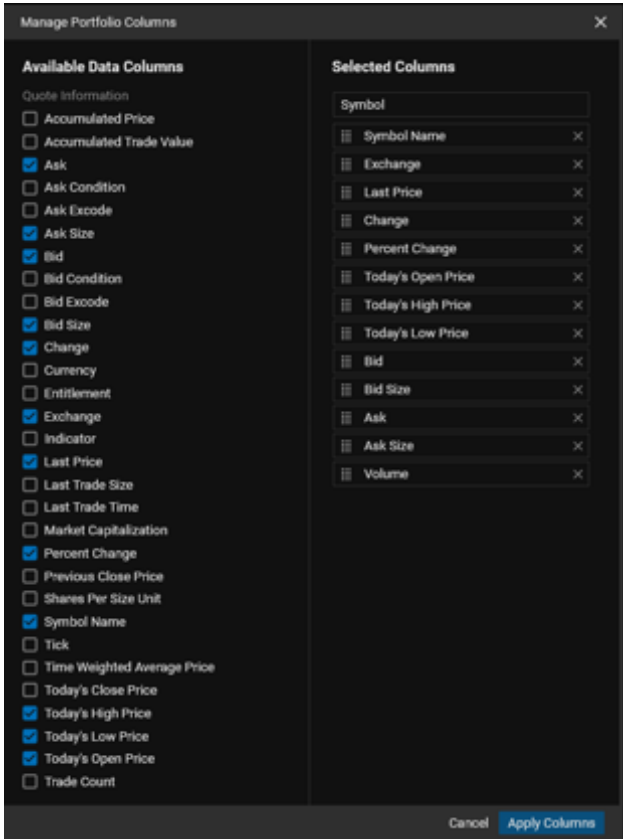 Manage Portfolio Columns
Available Data Columns
Quote Information
Accumulated Price
Accumulated Trade Value
Ask
Ask Condition
Ask Excode
Ask Size
Bid
Bid Condition
Bid Excode
Bid Size
Change
Currency
Entitlement
Exchange
Indicator
Last Price
Last Trade Size
Last Trade Time
Market Capitalization
Percent Change
Previous Close Price
Shares Per Size Unit
Symbol Name
Tick
Time Weighted Average Price
Today's Close Price
Today's High Price
Today's Low Price
Today's Open Price
Trade Count
Selected Columns
Symbol
Symbol Name
Exchange
Last Price
Change
Percent Change
Today's Open Price
Today's High Price
Today's Low Price
Bid
Bid Size
Ask
Ask Size
Volume
Cancel
Apply Columns